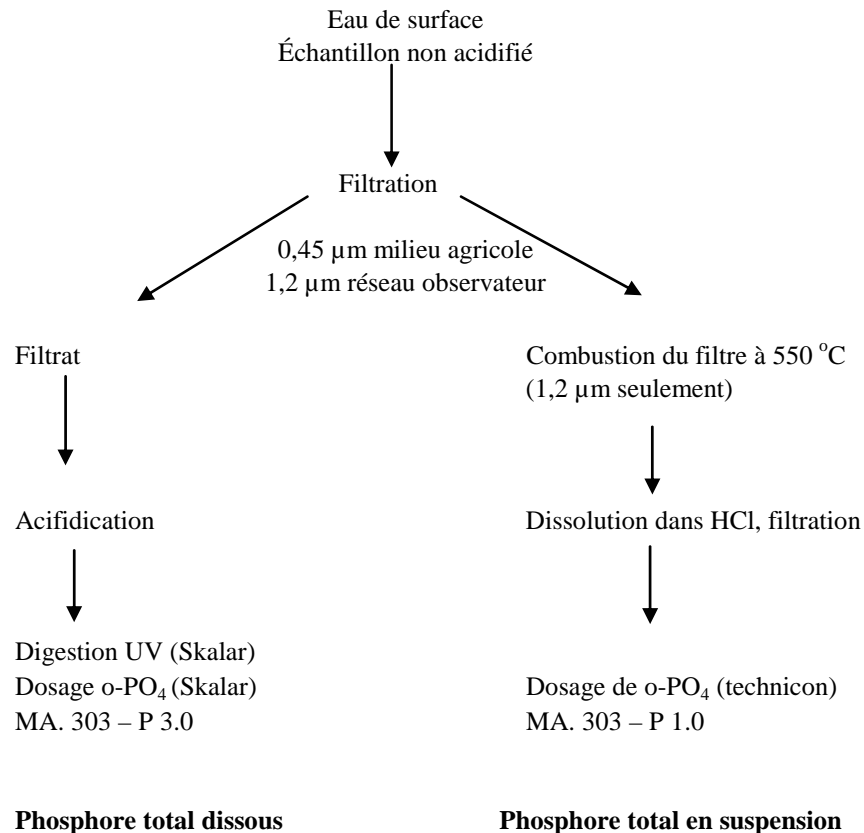 Eau de surface
Échantillon non acidifié
Filtration
0,45 µm milieu agricole
1,2 µm réseau observateur
Filtrat
Acifidication
Digestion UV (Skalar)
Dosage o-PO₄ (Skalar)
MA. 303 – P 3.0
Phosphore total dissous
Combustion du filtre à 550 °C
(1,2 µm seulement)
Dissolution dans HCl, filtration
Dosage de o-PO₄ (technicon)
MA. 303 – P 1.0
Phosphore total en suspension